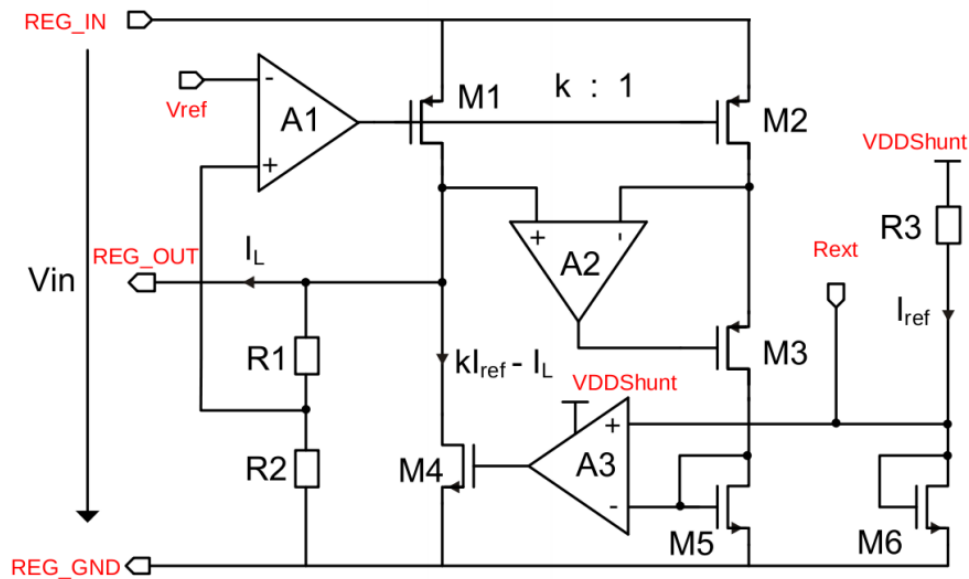 REG_IN
Vref
-
+
A1
M1
k : 1
M2
VDDShunt
R3
+
-
A2
Rext
Iref
REG_OUT
IL
Vin
R1
kIref - IL
M3
VDDShunt
+
A3
-
R2
M4
M5
M6
REG_GND